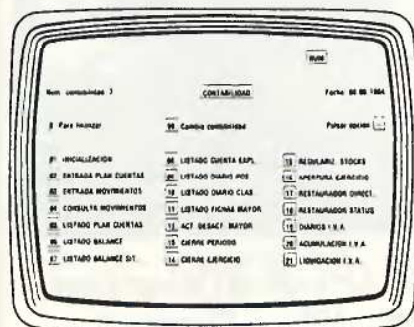 NUM
Num contabilidad 7 CONTABILIDAD Fecha 1984
0 Para finalizar 99 Cambio contabilidad Pulsar opcion
01 INICIALIZACION 08 LISTADO CUENTA EXPL. 15 REGULARIZ. STOCKS
02 ENTRADA PLAN CUENTAS 09 LISTADO DIARIO POS. 16 APERTURA EJERCICIO
03 ENTRADA MOVIMIENTOS 10 LISTADO DIARIO CLAS. 17 RESTAURADOR DIRECT.
04 CONSULTA MOVIMIENTOS 11 LISTADO FICHAS MAYOR 18 RESTAURADOR STATUS
05 LISTADO PLAN CUENTAS 12 ACT DESACT. MAYOR 19 DIARIOS I.V.A.
06 LISTADO BALANCE 13 CIERRE PERIODO 20 ACUMULACION I.V.A.
07 LISTADO BALANCE SIT. 14 CIERRE EJERCICIO 21 LIQUIDACION I.V.A.